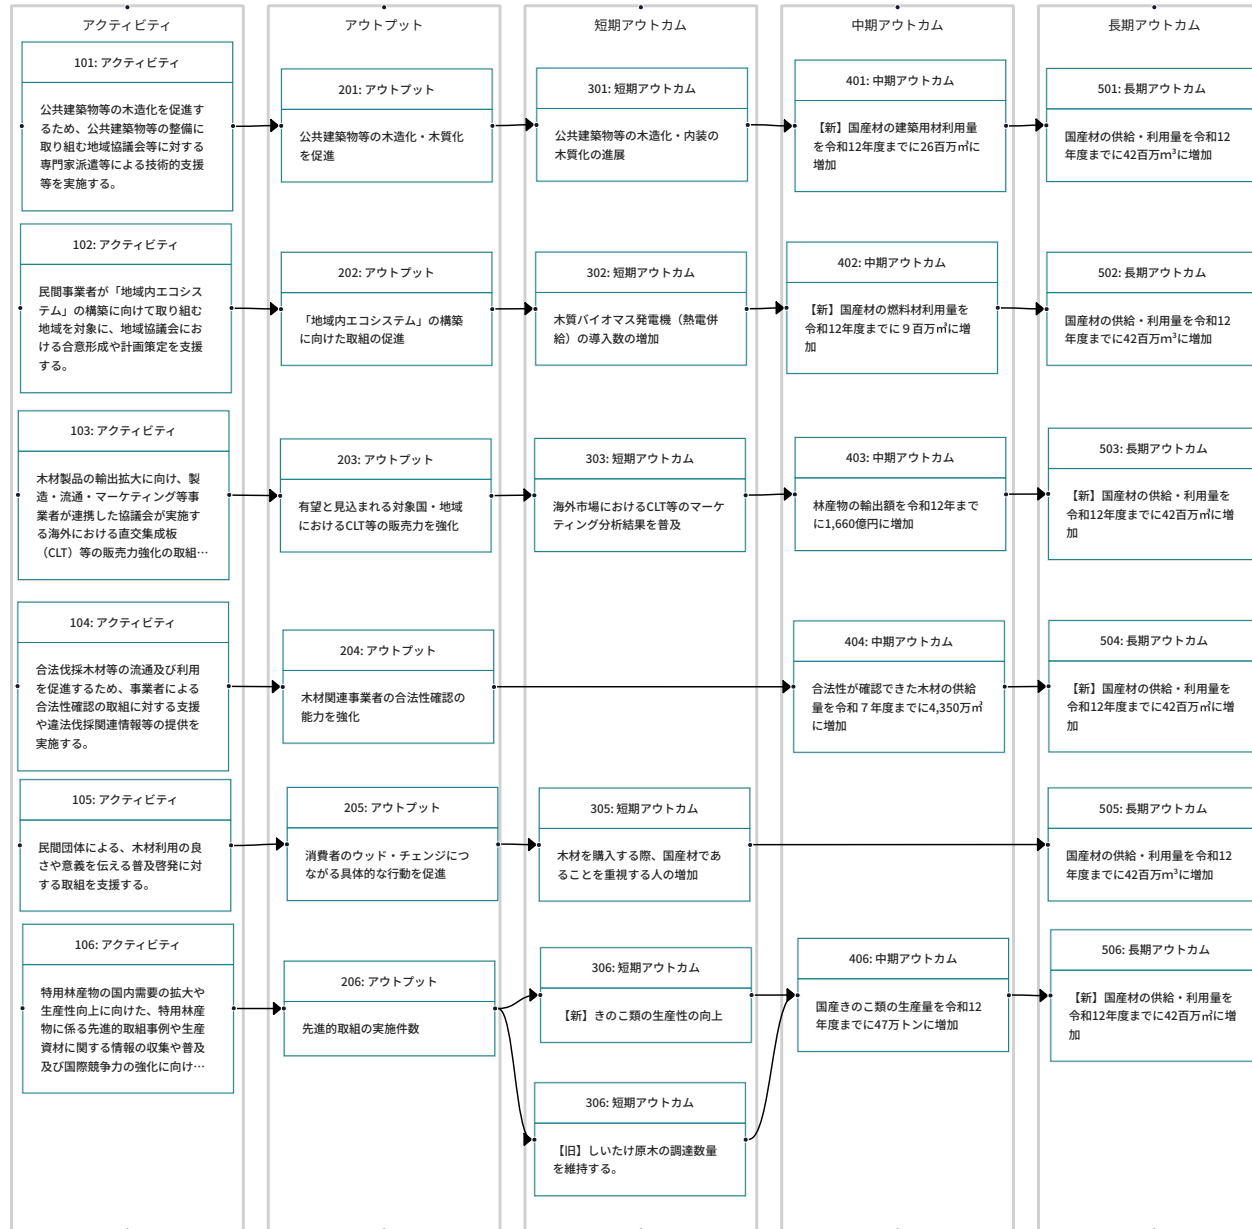 アクティビティ
アウトプット
短期アウトカム
中期アウトカム
長期アウトカム
101: アクティビティ
公共建築物等の木造化を促進す
るため、公共建築物等の整備に
取り組む地域協議会等に対する
専門家派遣等による技術的支援
等を実施する。
201: アウトプット
公共建築物等の木造化・木質化
を促進
301: 短期アウトカム
公共建築物等の木造化・内装の
木質化の進展
401: 中期アウトカム
【新】国産材の建築用材利用量
を令和12年度までに26百万㎥に
増加
501: 長期アウトカム
国産材の供給・利用量を令和12
年度までに42百万m³に増加
102: アクティビティ
民間事業者が「地域内エコシス
テム」の構築に向けて取り組む
地域を対象に、地域協議会にお
ける合意形成や計画策定を支援
する。
202: アウトプット
「地域内エコシステム」の構築
に向けた取組の促進
302: 短期アウトカム
木質バイオマス発電機（熱電併
給）の導入数の増加
402: 中期アウトカム
【新】国産材の燃料材利用量を
令和12年度までに９百万㎥に増
加
502: 長期アウトカム
国産材の供給・利用量を令和12
年度までに42百万m³に増加
103: アクティビティ
木材製品の輸出拡大に向け、製
造・流通・マーケティング等事
業者が連携した協議会が実施す
る海外における直交集成板
（CLT）等の販売力強化の取組…
203: アウトプット
有望と見込まれる対象国・地域
におけるCLT等の販売力を強化
303: 短期アウトカム
海外市場におけるCLT等のマーケ
ティング分析結果を普及
403: 中期アウトカム
林産物の輸出額を令和12年まで
に1,660億円に増加
503: 長期アウトカム
【新】国産材の供給・利用量を
令和12年度までに42百万㎥に増
加
104: アクティビティ
合法伐採木材等の流通及び利用
を促進するため、事業者による
合法性確認の取組に対する支援
や違法伐採関連情報等の提供を
実施する。
204: アウトプット
木材関連事業者の合法性確認の
能力を強化
404: 中期アウトカム
合法性が確認できた木材の供給
量を令和７年度までに4,350万㎥
に増加
504: 長期アウトカム
【新】国産材の供給・利用量を
令和12年度までに42百万㎥に増
加
105: アクティビティ
民間団体による、木材利用の良
さや意義を伝える普及啓発に対
する取組を支援する。
205: アウトプット
消費者のウッド・チェンジにつ
ながる具体的な行動を促進
305: 短期アウトカム
木材を購入する際、国産材であ
ることを重視する人の増加
505: 長期アウトカム
国産材の供給・利用量を令和12
年度までに42百万m³に増加
106: アクティビティ
特用林産物の国内需要の拡大や
生産性向上に向けた、特用林産
物に係る先進的取組事例や生産
資材に関する情報の収集や普及
及び国際競争力の強化に向け…
206: アウトプット
先進的取組の実施件数
306: 短期アウトカム
【新】きのこ類の生産性の向上
406: 中期アウトカム
国産きのこ類の生産量を令和12
年度までに47万トンに増加
506: 長期アウトカム
【新】国産材の供給・利用量を
令和12年度までに42百万㎥に増
加
306: 短期アウトカム
【旧】しいたけ原木の調達数量
を維持する。